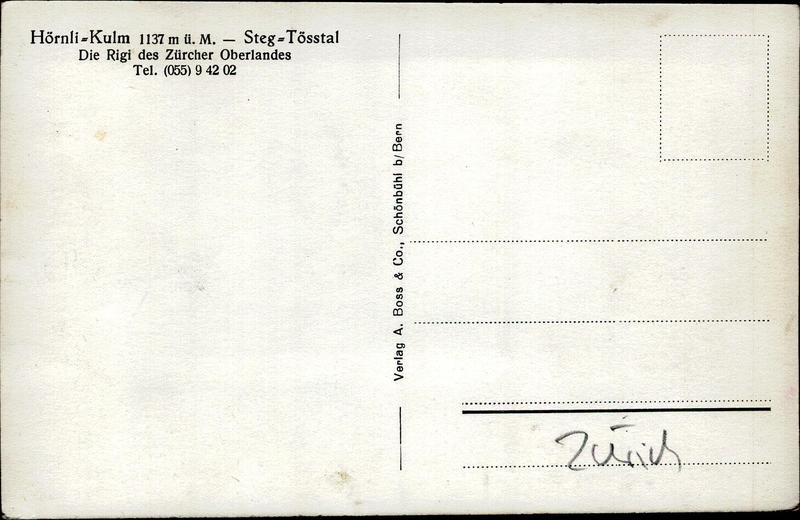 Hörnli=Kulm 1137 m ü. M. — Steg=Tösstal
Die Rigi des Zürcher Oberlandes
Tel. (055) 9 42 02
Verlag A. Boss & Co., Schönbühl b/Bern
Zürich